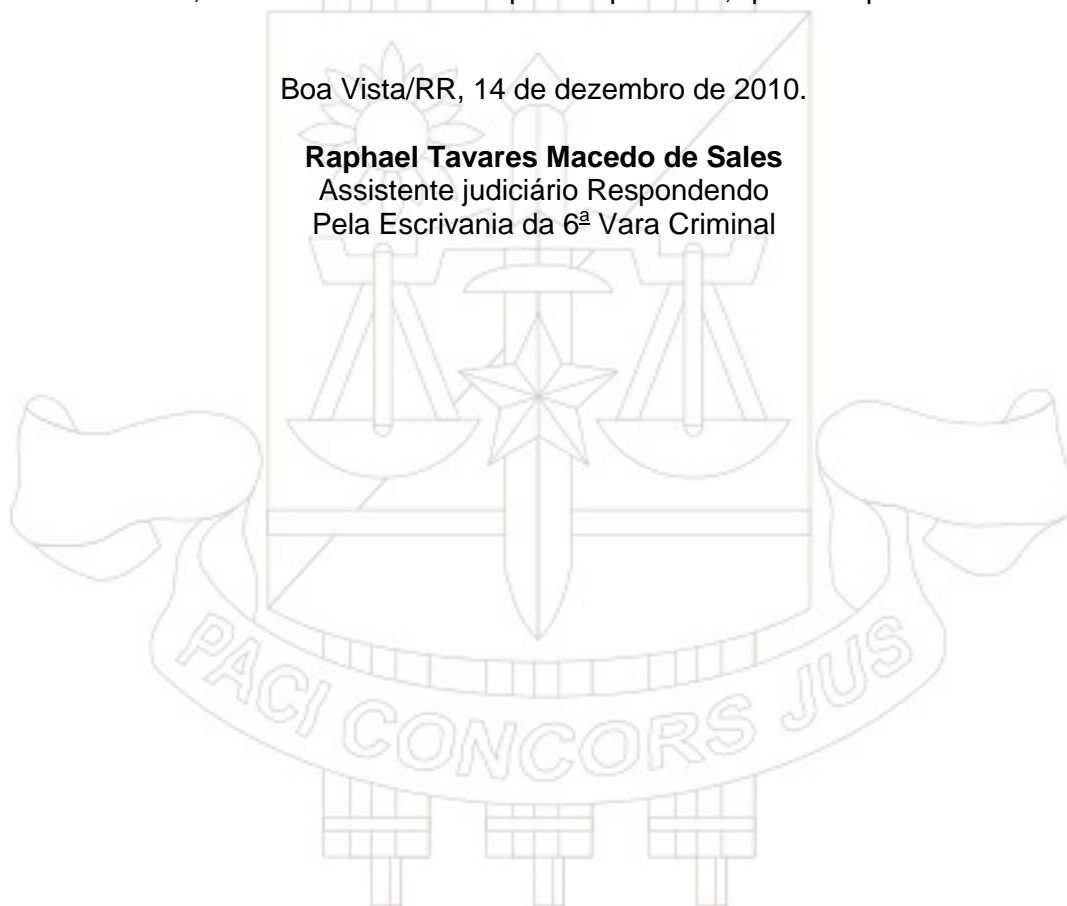 Boa Vista/RR, 14 de dezembro de 2010.
Raphael Tavares Macedo de Sales
Assistente judiciário Respondendo
Pela Escrivania da 6ª Vara Criminal
PACI CONCORS JUS